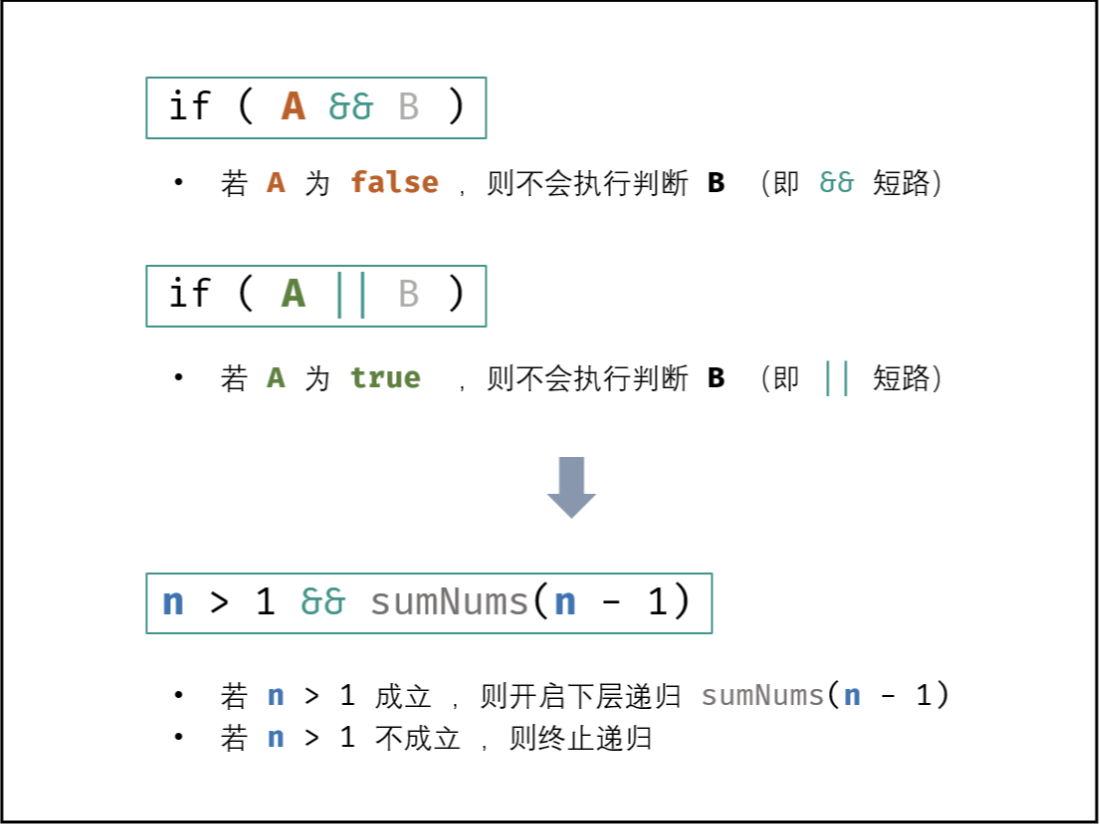 if ( A && B )
• 若 A 为 false ，则不会执行判断 B （即 && 短路）
if ( A || B )
• 若 A 为 true ，则不会执行判断 B （即 || 短路）
n > 1 && sumNums(n - 1)
• 若 n > 1 成立 ，则开启下层递归 sumNums(n - 1)
• 若 n > 1 不成立 ，则终止递归